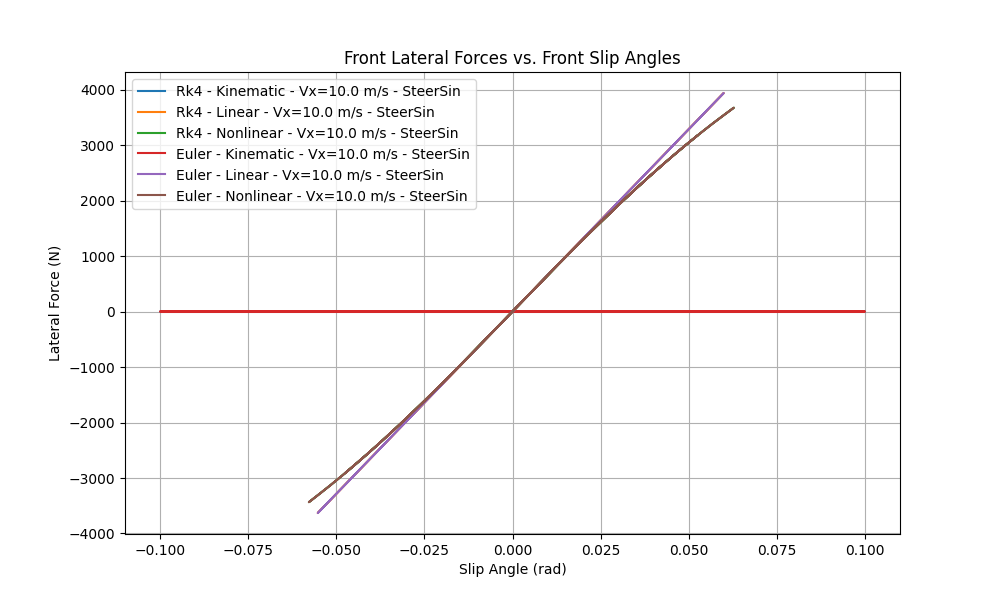 Front Lateral Forces vs. Front Slip Angles
Rk4 - Kinematic - Vx=10.0 m/s - SteerSin
Rk4 - Linear - Vx=10.0 m/s - SteerSin
Rk4 - Nonlinear - Vx=10.0 m/s - SteerSin
Euler - Kinematic - Vx=10.0 m/s - SteerSin
Euler - Linear - Vx=10.0 m/s - SteerSin
Euler - Nonlinear - Vx=10.0 m/s - SteerSin
Lateral Force (N)
4000
3000
2000
1000
0
−1000
−2000
−3000
−4000
−0.100 −0.075 −0.050 −0.025 0.000 0.025 0.050 0.075 0.100
Slip Angle (rad)